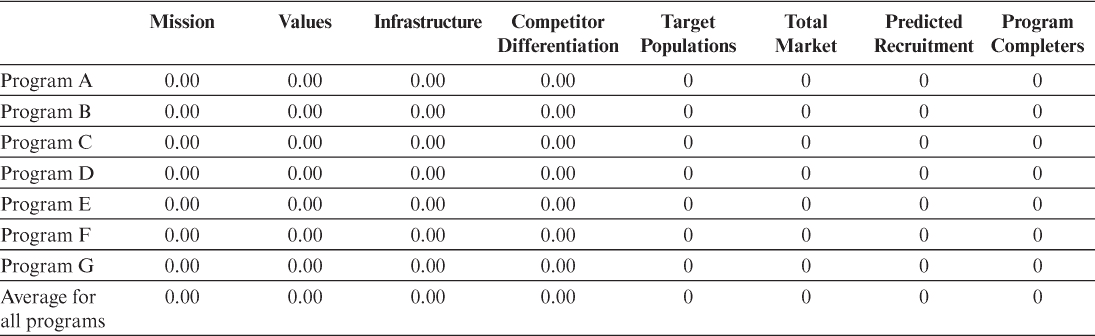 Mission Values Infrastructure Competitor Differentiation Target Populations Total Market Predicted Recruitment Program Completers
Program A 0.00 0.00 0.00 0.00 0 0 0 0
Program B 0.00 0.00 0.00 0.00 0 0 0 0
Program C 0.00 0.00 0.00 0.00 0 0 0 0
Program D 0.00 0.00 0.00 0.00 0 0 0 0
Program E 0.00 0.00 0.00 0.00 0 0 0 0
Program F 0.00 0.00 0.00 0.00 0 0 0 0
Program G 0.00 0.00 0.00 0.00 0 0 0 0
Average for all programs 0.00 0.00 0.00 0.00 0 0 0 0